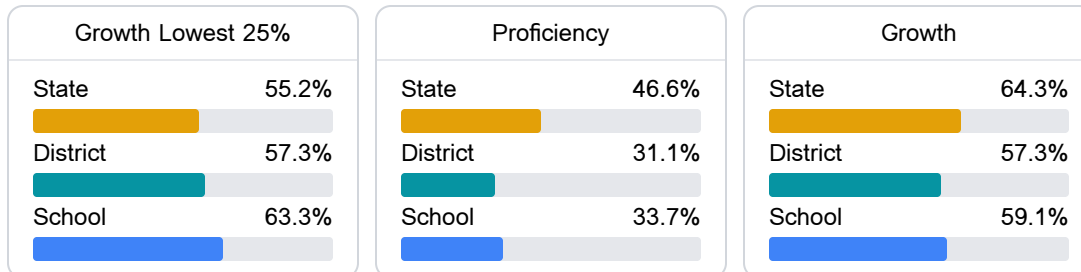 Growth Lowest 25%
State 55.2%
District 57.3%
School 63.3%
Proficiency
State 46.6%
District 31.1%
School 33.7%
Growth
State 64.3%
District 57.3%
School 59.1%